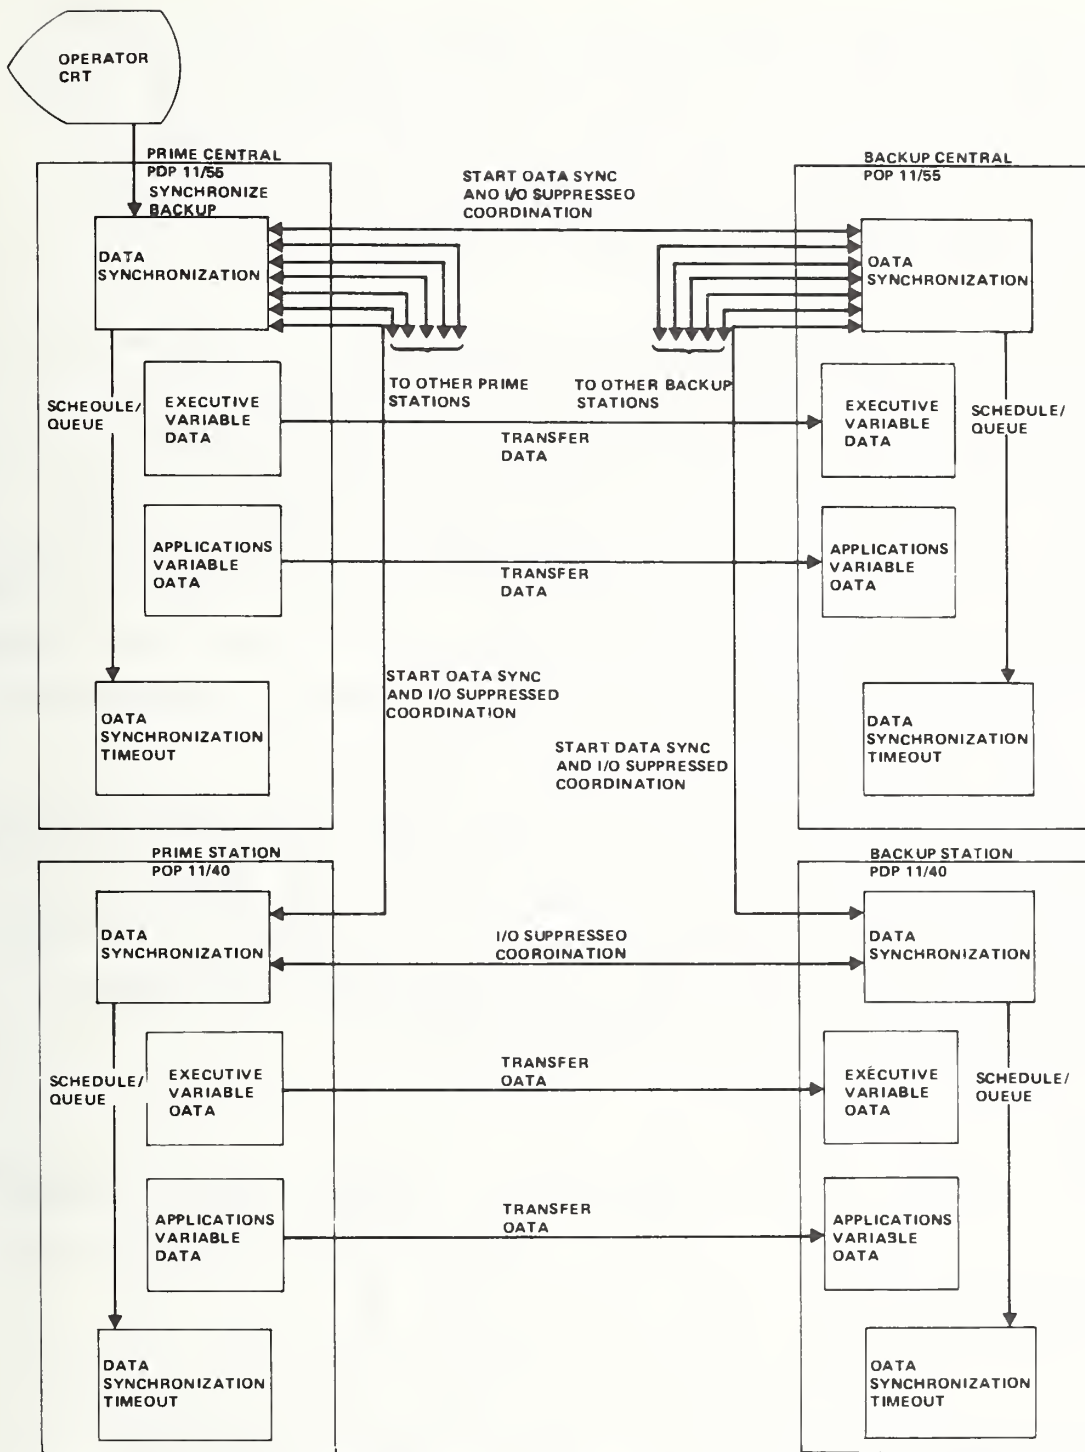 OPERATOR
CRT
PRIME CENTRAL
PDP 11/55
SYNCHRONIZE
BACKUP
START OATA SYNC
AND I/O SUPPRESSEO
COORDINATION
BACKUP CENTRAL
POP 11/55
DATA
SYNCHRONIZATION
OATA
SYNCHRONIZATION
TO OTHER PRIME
STATIONS
TO OTHER BACKUP
STATIONS
SCHEOULE/
QUEUE
EXECUTIVE
VARIABLE
DATA
TRANSFER
DATA
EXECUTIVE
VARIABLE
DATA
SCHEDULE/
QUEUE
APPLICATIONS
VARIABLE
OATA
TRANSFER
DATA
APPLICATIONS
VARIABLE
OATA
START OATA SYNC
AND I/O SUPPRESSED
COORDINATION
OATA
SYNCHRONIZATION
TIMEOUT
START DATA SYNC
AND I/O SUPPRESSED
COORDINATION
DATA
SYNCHRONIZATION
TIMEOUT
PRIME STATION
POP 11/40
BACKUP STATION
PDP 11/40
DATA
SYNCHRONIZATION
I/O SUPPRESSEO
COOROINATION
DATA
SYNCHRONIZATION
SCHEDULE/
QUEUE
EXECUTIVE
VARIABLE
OATA
TRANSFER
OATA
EXECUTIVE
VARIABLE
OATA
SCHEDULE/
OUEUE
APPLICATIONS
VARIABLE
DATA
TRANSFER
OATA
APPLICATIONS
VARIABLE
OATA
DATA
SYNCHRONIZATION
TIMEOUT
OATA
SYNCHRONIZATION
TIMEOUT